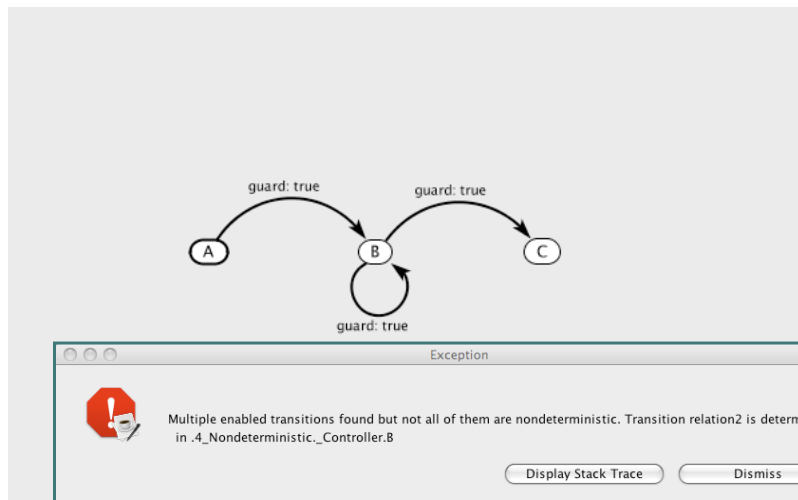 guard: true
guard: true
A
B
C
guard: true
Exception
Multiple enabled transitions found but not all of them are nondeterministic. Transition relation2 is
in .4_Nondeterministic._Controller.B
Display Stack Trace
Dismiss